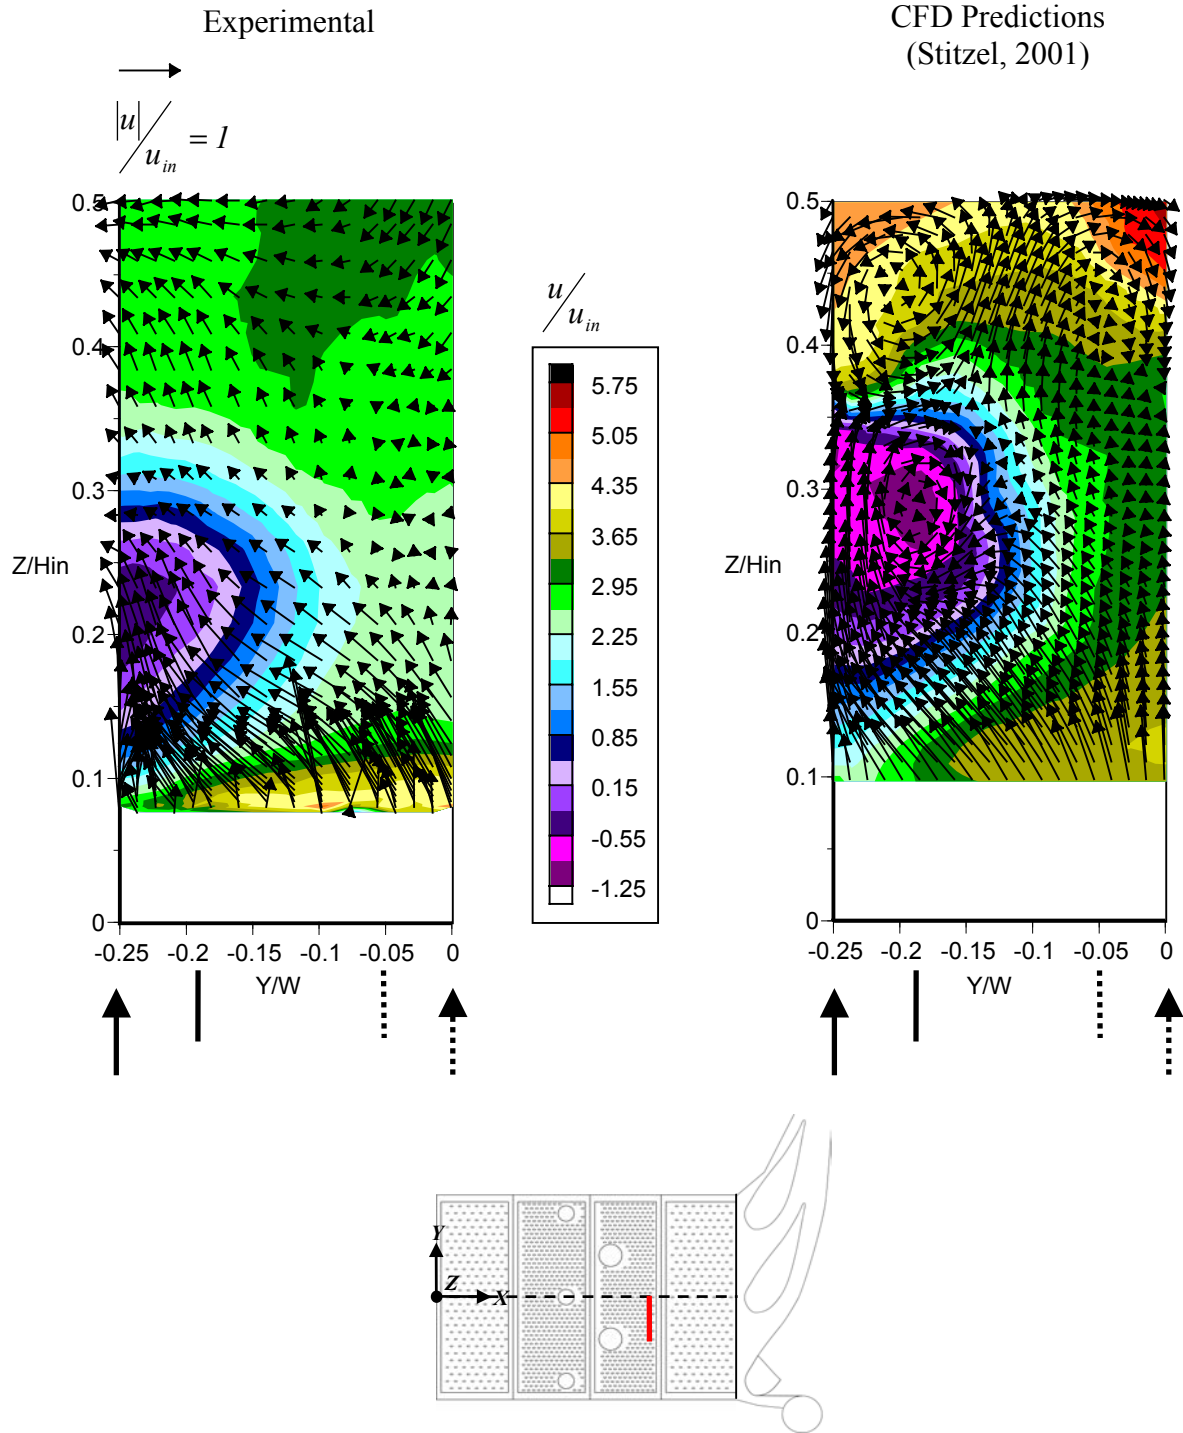 Experimental
CFD Predictions
(Stitzel, 2001)
|u|/u_in = 1
0.5
0.4
0.3
Z/Hin
0.2
0.1
0
-0.25 -0.2 -0.15 -0.1 -0.05 0
Y/W
u/u_in
5.75
5.05
4.35
3.65
2.95
2.25
1.55
0.85
0.15
-0.55
-1.25
0.5
0.4
0.3
Z/Hin
0.2
0.1
0
-0.25 -0.2 -0.15 -0.1 -0.05 0
Y/W
Y
Z
X